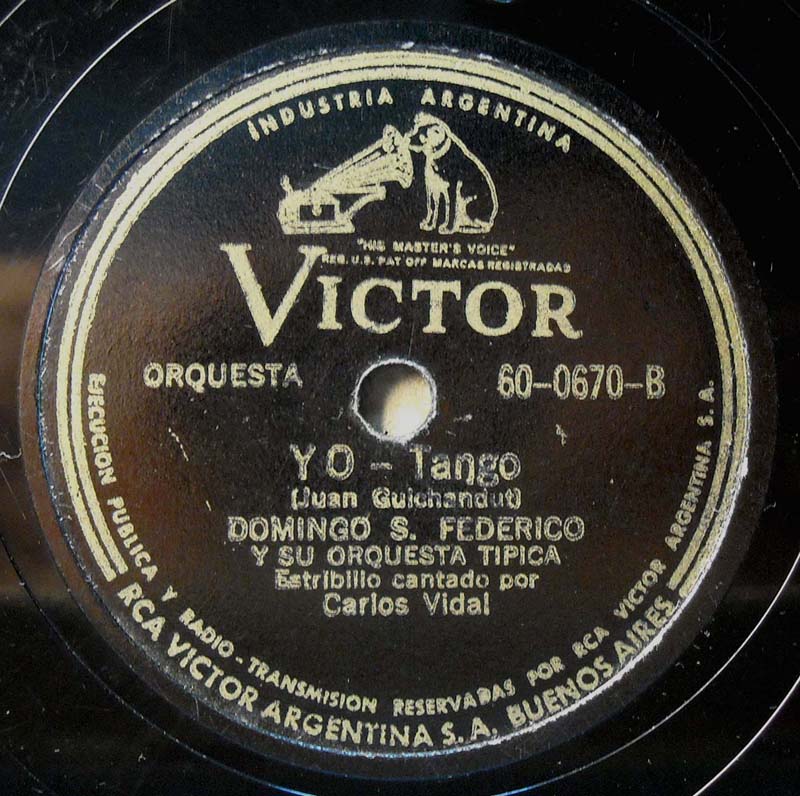 INDUSTRIA ARGENTINA
"HIS MASTER'S VOICE"
REG. U.S. PAT OFF MARCAS REGISTRADAS
VICTOR
ORQUESTA 60-0670-B
YO - Tango
(Juan Guichandut)
DOMINGO S. FEDERICO
Y SU ORQUESTA TIPICA
Estribillo cantado por
Carlos Vidal
EJECUCION PUBLICA Y RADIO-TRANSMISION RESERVADAS POR RCA VICTOR ARGENTINA S.A.
RCA VICTOR ARGENTINA S.A. BUENOS AIRES